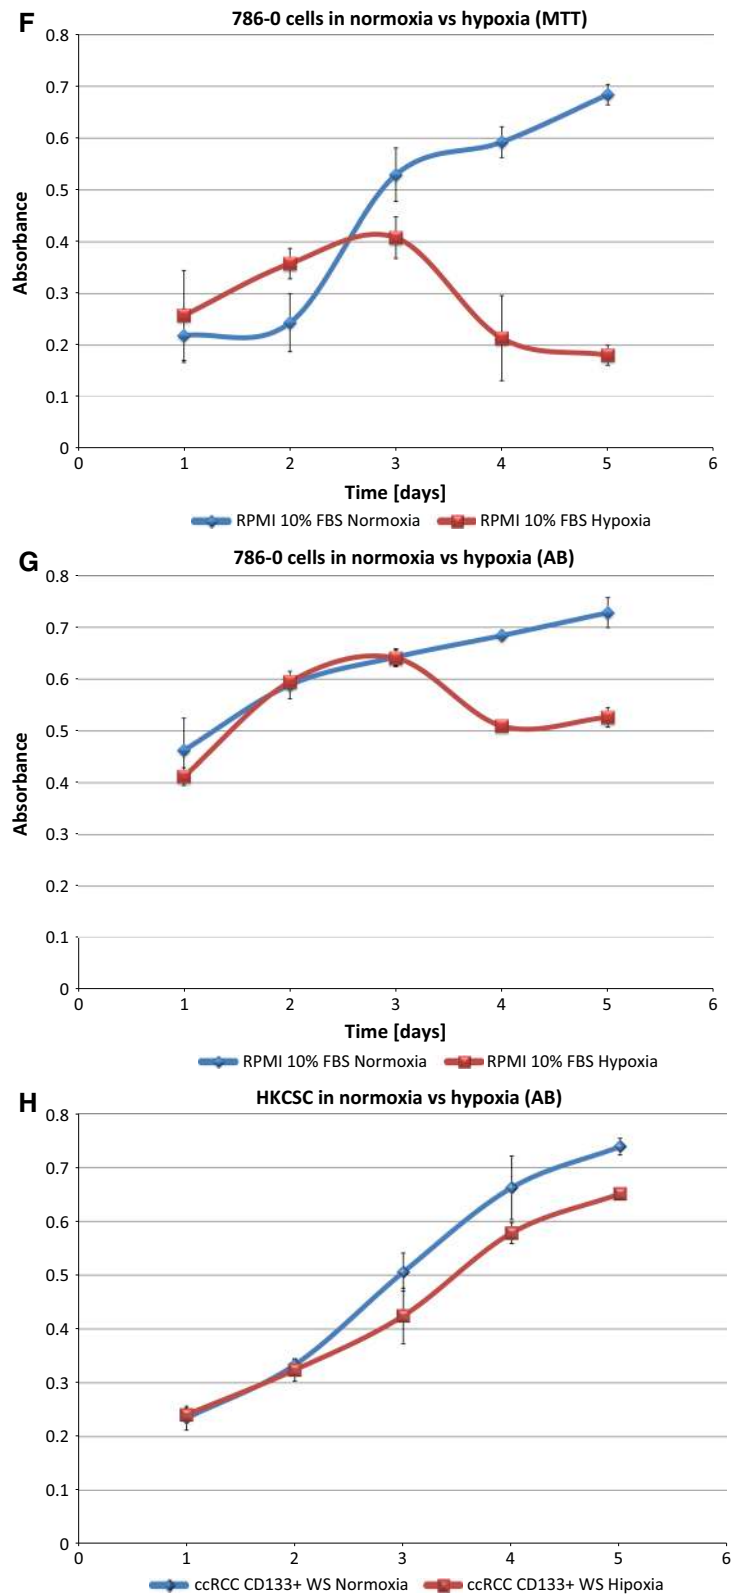 F
786-0 cells in normoxia vs hypoxia (MTT)
0.8
0.7
0.6
0.5
0.4
0.3
0.2
0.1
0
Absorbance
0 1 2 3 4 5 6
Time [days]
RPMI 10% FBS Normoxia RPMI 10% FBS Hypoxia
G
786-0 cells in normoxia vs hypoxia (AB)
0.8
0.7
0.6
0.5
0.4
0.3
0.2
0.1
0
Absorbance
0 1 2 3 4 5 6
Time [days]
RPMI 10% FBS Normoxia RPMI 10% FBS Hypoxia
H
HKCSC in normoxia vs hypoxia (AB)
0.8
0.7
0.6
0.5
0.4
0.3
0.2
0.1
0
0 1 2 3 4 5 6
ccRCC CD133+ WS Normoxia ccRCC CD133+ WS Hipoxia